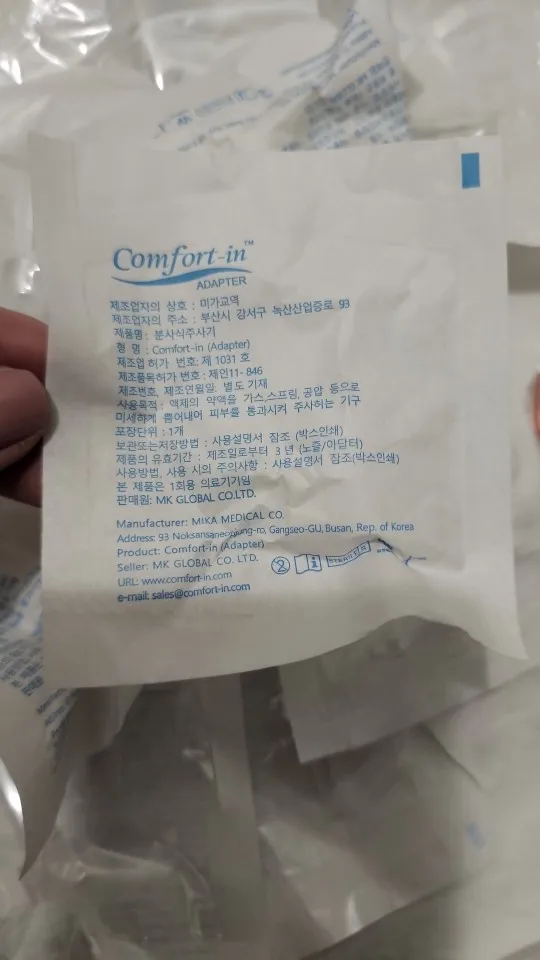 Comfort-in™
ADAPTER
제조업자의 상호 : 미가교역
제조업자의 주소 : 부산시 강서구 녹산산업중로 93
제품명 : 분사식주사기
형 명 : Comfort-in (Adapter)
제조업 허가 번호: 제 1031 호
제조품목허가 번호 : 제인11- 846
제조번호, 제조연월일. 별도 기재
사용목적 : 액제의 약액을 가스,스프링, 공압 등으로
미세하게 뿜어내어 피부를 통과시켜 주사하는 기구
포장단위 : 1개
보관또는저장방법 : 사용설명서 참조 (박스인쇄)
제품의 유효기간 : 제조일로부터 3 년 (노즐/아답터)
사용방법, 사용 시의 주의사항 : 사용설명서 참조(박스인쇄)
본 제품은 1회용 의료기기임
판매원: MK GLOBAL CO.LTD.
Manufacturer: MIKA MEDICAL CO.
Address: 93 Noksansaneopjung-ro, Gangseo-GU, Busan, Rep. of Korea
Product: Comfort-in (Adapter)
Seller: MK GLOBAL CO. LTD.
URL: www.comfort-in.com
e-mail: sales@comfort-in.com